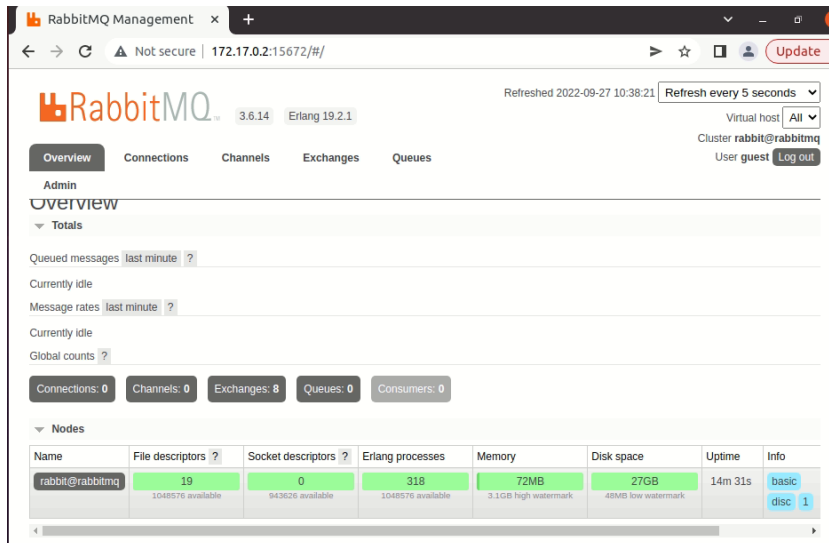 RabbitMQ Management
Not secure 172.17.0.2:15672/#/
Update
RabbitMQ™ 3.6.14 Erlang 19.2.1
Refreshed 2022-09-27 10:38:21 Refresh every 5 seconds
Virtual host All
Cluster rabbit@rabbitmq
User guest Log out
Overview Connections Channels Exchanges Queues
Admin
Overview
Totals
Queued messages last minute ?
Currently idle
Message rates last minute ?
Currently idle
Global counts ?
Connections: 0 Channels: 0 Exchanges: 8 Queues: 0 Consumers: 0
Nodes
Name File descriptors ? Socket descriptors ? Erlang processes Memory Disk space Uptime Info
rabbit@rabbitmq 19 0 318 72MB 27GB 14m 31s basic
1048576 available 943626 available 1048576 available 3.1GB high watermark 48MB low watermark disc 1